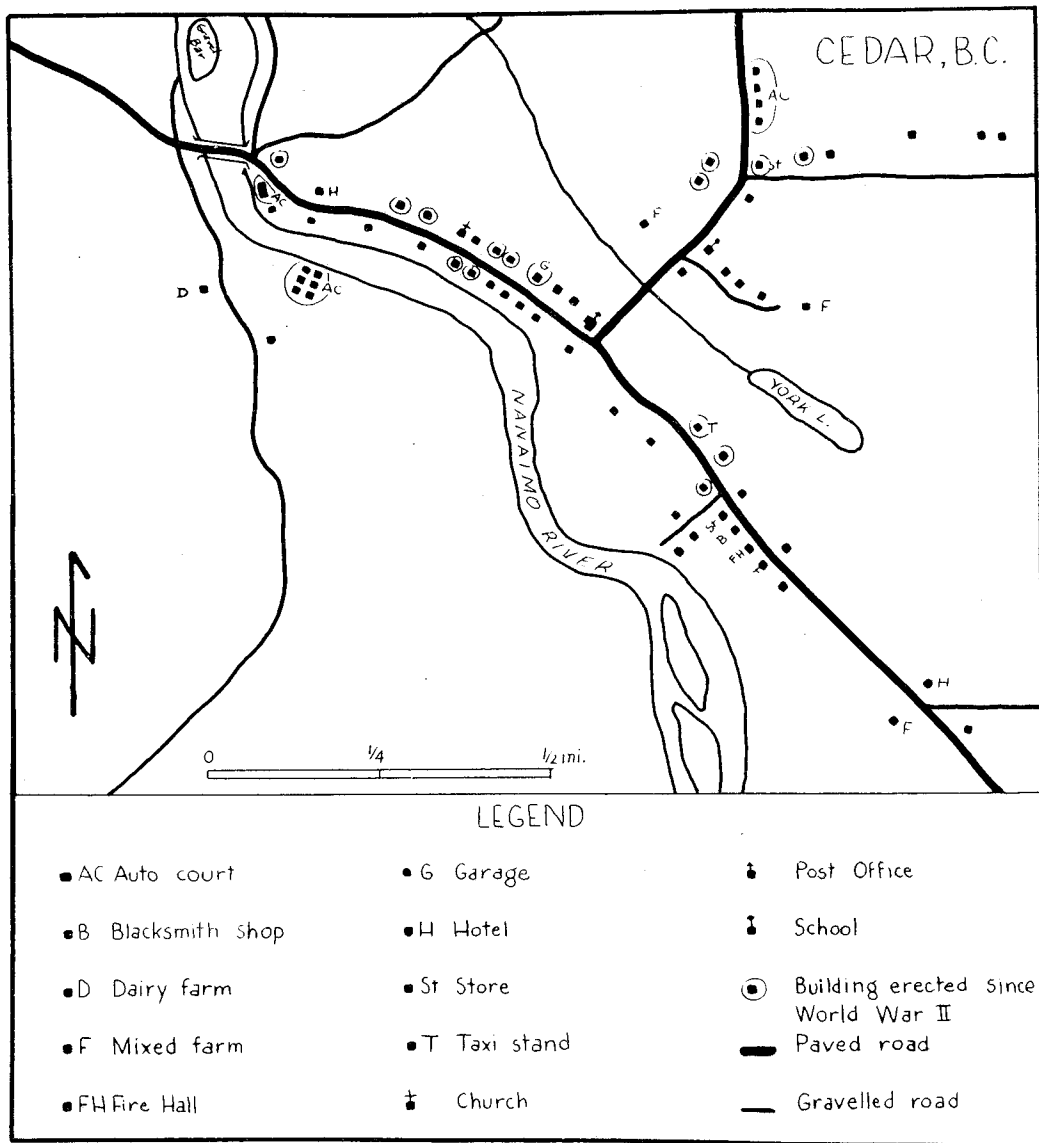 CEDAR, B.C.
Gravel
Bar
AC
St
AC
H
F
G
D
AC
F
YORK L.
NANAIMO
RIVER
T
St
B
FH
F
H
F
N
0 1/4 1/2 mi.
LEGEND
AC Auto court
B Blacksmith shop
D Dairy farm
F Mixed farm
FH Fire Hall
G Garage
H Hotel
St Store
T Taxi stand
Church
Post Office
School
Building erected since
World War II
Paved road
Gravelled road